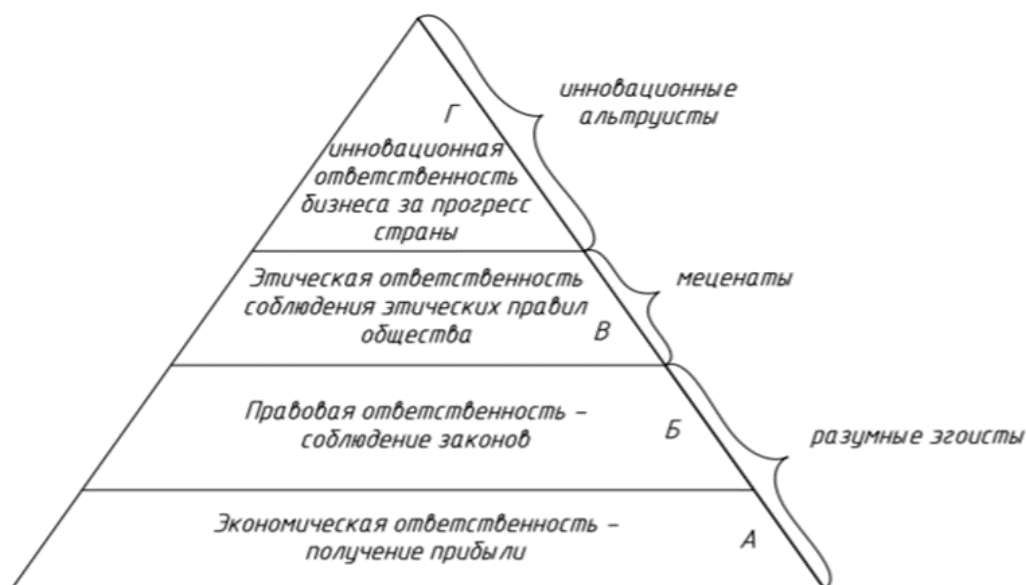 инновационные
альтруисты
Г
инновационная
ответственность
бизнеса за прогресс
страны
Этическая ответственность
соблюдения этических правил
общества
В
меценаты
Правовая ответственность –
соблюдение законов
Б
разумные эгоисты
Экономическая ответственность –
получение прибыли
А